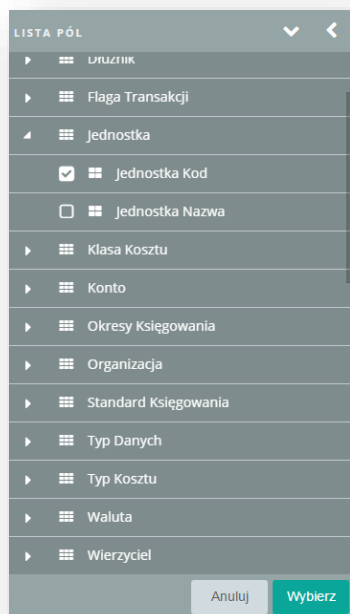 LISTA PÓL
Dłużnik
Flaga Transakcji
Jednostka
Jednostka Kod
Jednostka Nazwa
Klasa Kosztu
Konto
Okresy Księgowania
Organizacja
Standard Księgowania
Typ Danych
Typ Kosztu
Waluta
Wierzyciel
Anuluj Wybierz